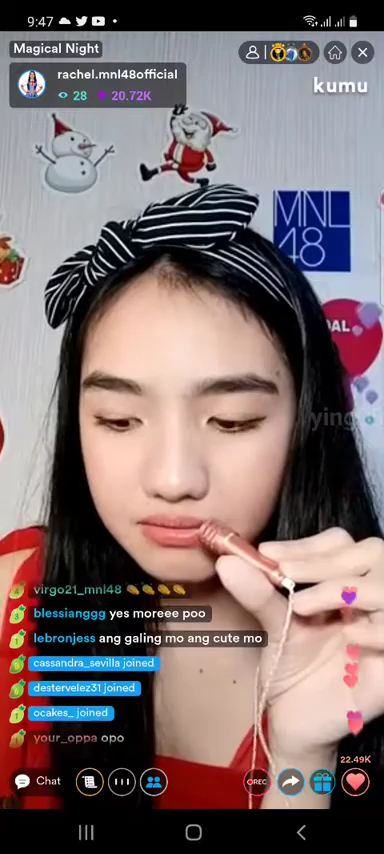 9:47
Magical Night
rachel.mnl48official
28 20.72K
kumu
MNL
48
virgo21_mnl48
blessianggg yes moreee poo
lebronjess ang galing mo ang cute mo
cassandra_sevilla joined
destervelez31 joined
ocakes_ joined
your_oppa opo
22.49K
Chat
REC